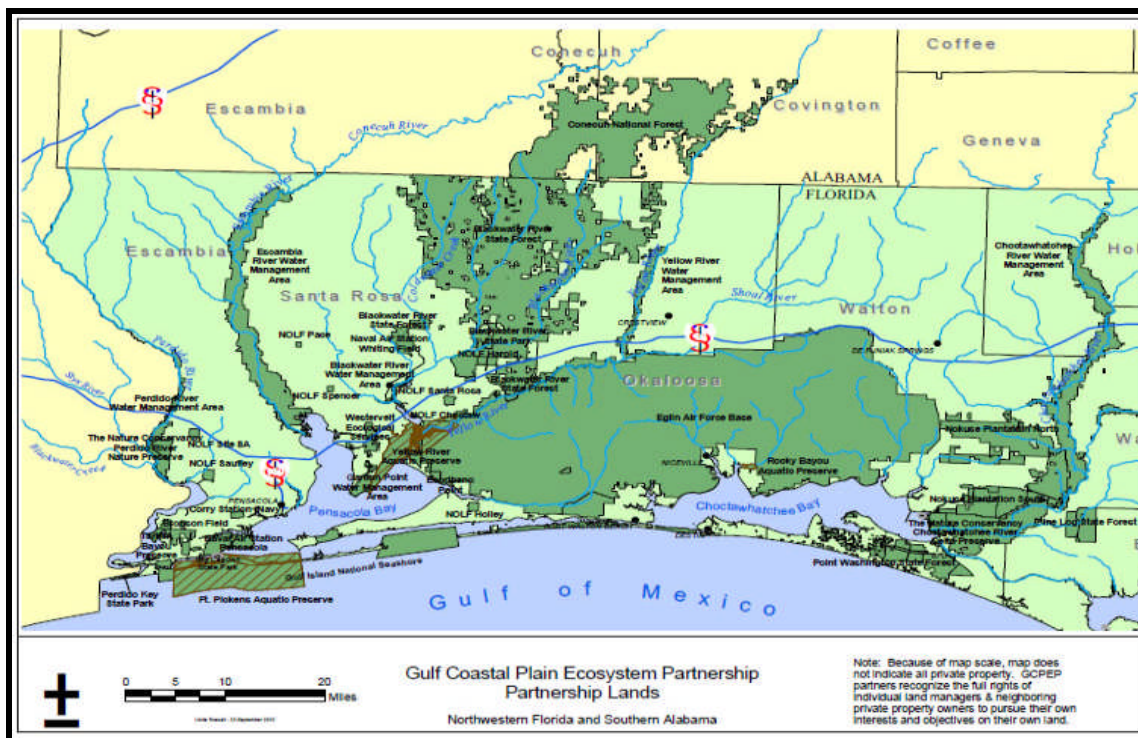 Conecuh
Coffee
Escambia
Covington
Conecuh River
Conecuh National Forest
Geneva
ALABAMA
FLORIDA
Escambia
Escambia
River Water
Management
Area
Blackwater River
State Forest
Choctawhatchee
River Water
Management
Area
Ho
Yellow River
Water
Management
Area
Santa Rosa
Shoal River
Walton
Blackwater River
State Forest
Naval Air Station
Whiting Field
NOLF Pace
CRESTVIEW
Blackwater River
State Park
NOLF Harold
DE FUNIAK SPRINGS
Perdido River
Blackwater River
Management
Area
Blackwater River
State Forest
Okaloosa
Styx River
Perdido River
Water Management Area
NOLF Spencer
NOLF Santa Rosa
NOLF Choctaw
Yellow River
Westervelt
Ecological
Services
Eglin Air Force Base
Nokuse Plantation North
Wa
The Nature Conservancy
Perdido River
Nature Preserve
NOLF Site 8A
NOLF Saufley
Yellow River
Aquatic Preserve
Garcon Point
Water Management
Area
NICEVILLE
Rocky Bayou
Aquatic Preserve
PENSACOLA
Corry Station (Navy)
Pensacola Bay
NOLF Holley
Choctawhatchee Bay
Nokuse Plantation South
Bronson Field
Naval Air Station
Pensacola
The Nature Conservancy
Choctawhatchee River
Pine Log State Forest
Point Washington State Forest
Gulf Island National Seashore
Perdido Key
State Park
Ft. Pickens Aquatic Preserve
Gulf of Mexico
0 5 10 20
Miles
Gulf Coastal Plain Ecosystem Partnership
Partnership Lands
Northwestern Florida and Southern Alabama
Note: Because of map scale, map does
not indicate all private property. GCPEP
partners recognize the full rights of
individual land managers & neighboring
private property owners to pursue their own
interests and objectives on their own land.